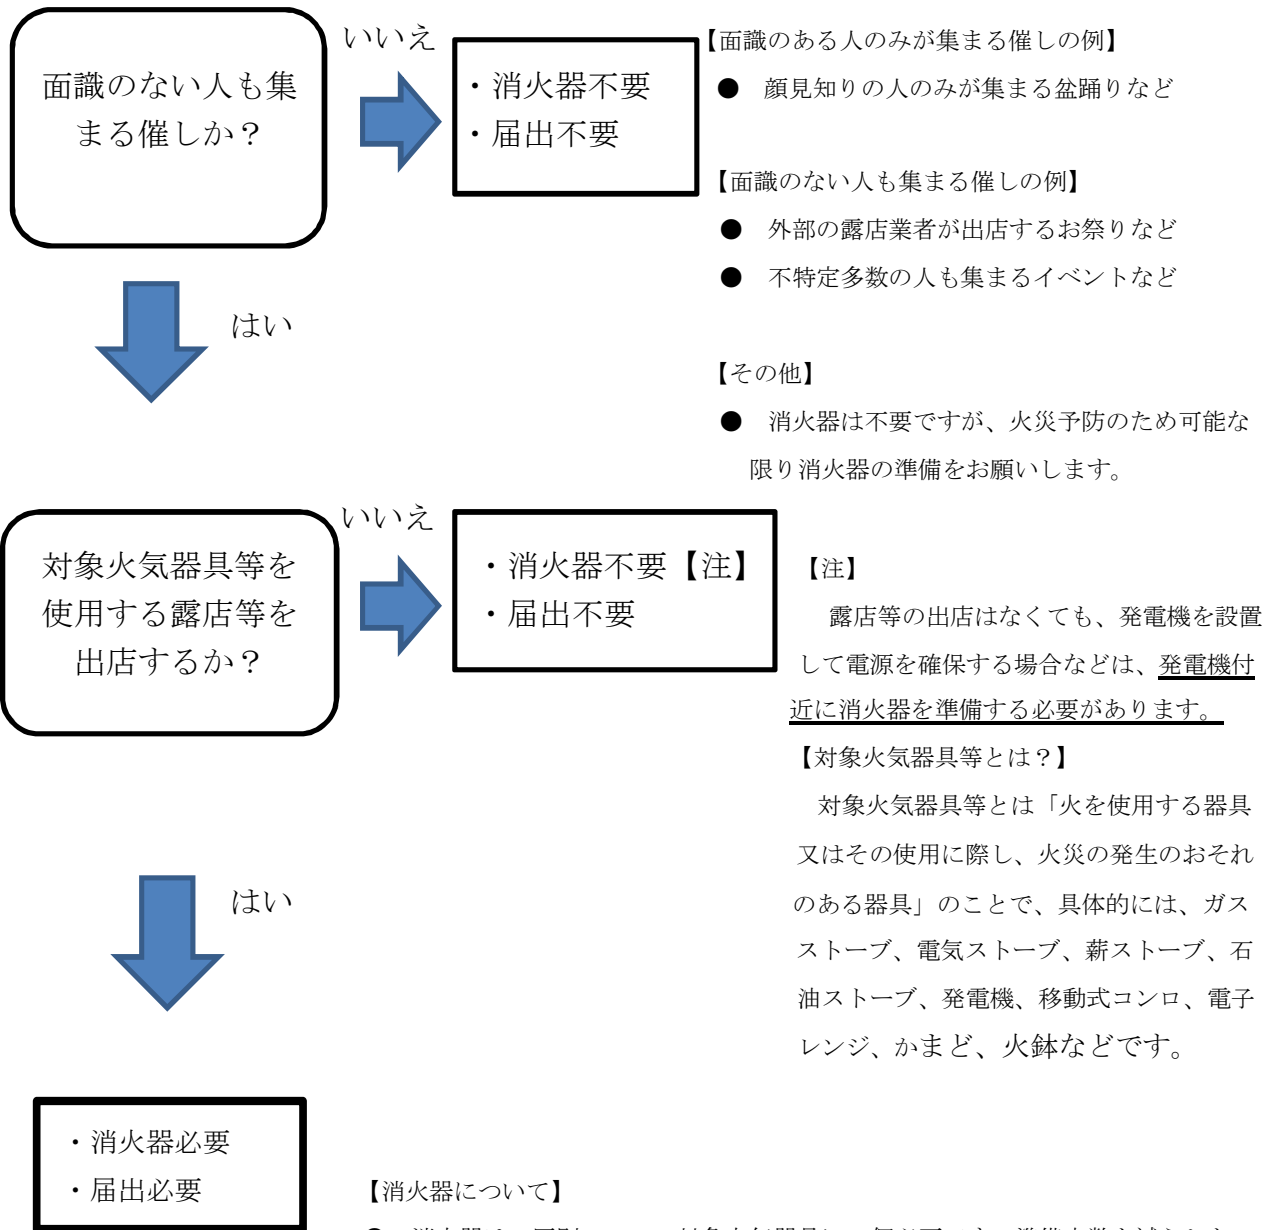 面識のない人も集
まる催しか？
いいえ
・消火器不要
・届出不要
【面識のある人のみが集まる催しの例】
● 顔見知りの人のみが集まる盆踊りなど
【面識のない人も集まる催しの例】
● 外部の露店業者が出店するお祭りなど
● 不特定多数の人も集まるイベントなど
はい
【その他】
● 消火器は不要ですが、火災予防のため可能な
限り消火器の準備をお願いします。
対象火気器具等を
使用する露店等を
出店するか？
いいえ
・消火器不要【注】
・届出不要
【注】
露店等の出店はなくても、発電機を設置
して電源を確保する場合などは、発電機付
近に消火器を準備する必要があります。
【対象火気器具等とは？】
対象火気器具等とは「火を使用する器具
又はその使用に際し、火災の発生のおそれ
のある器具」のことで、具体的には、ガス
ストーブ、電気ストーブ、薪ストーブ、石
油ストーブ、発電機、移動式コンロ、電子
レンジ、かまど、火鉢などです。
はい
・消火器必要
・届出必要
【消火器について】